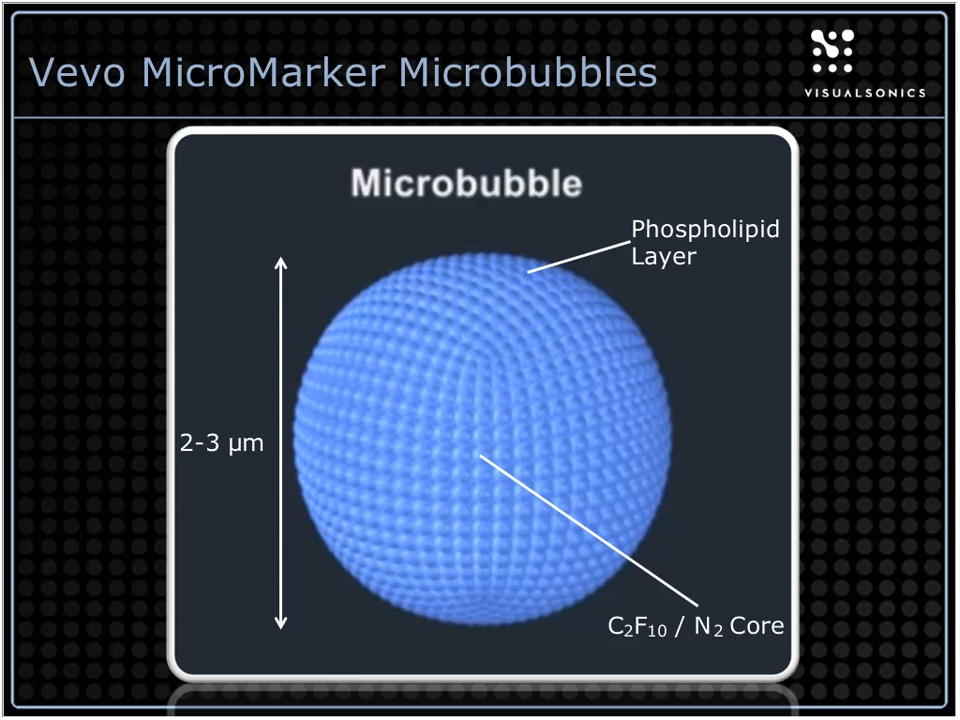 Vevo MicroMarker Microbubbles
VISUALSONICS
Microbubble
Phospholipid
Layer
2-3 µm
C₂F₁₀ / N₂ Core